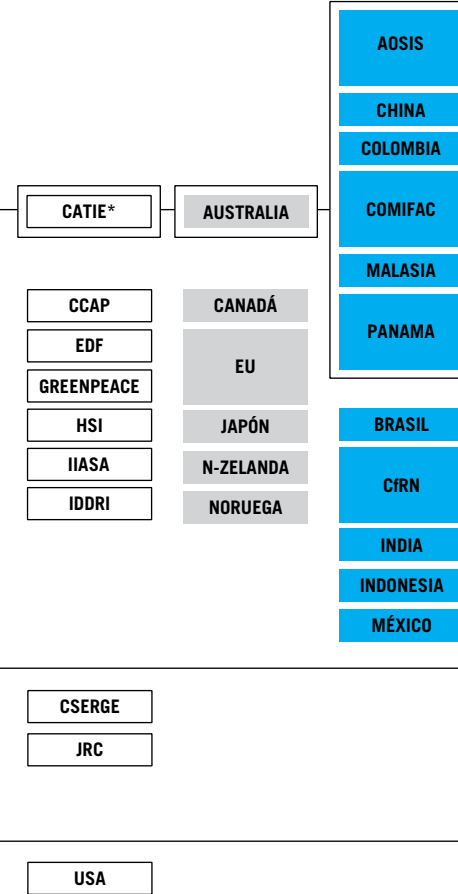 AOSIS
CHINA
COLOMBIA
CATIE* AUSTRALIA COMIFAC
MALASIA
CCAP CANADÁ
PANAMA
EDF
EU
GREENPEACE
HSI JAPÓN BRASIL
IIASA N-ZELANDA
CfRN
IDDRI NORUEGA
INDIA
INDONESIA
MÉXICO
CSERGE
JRC
USA